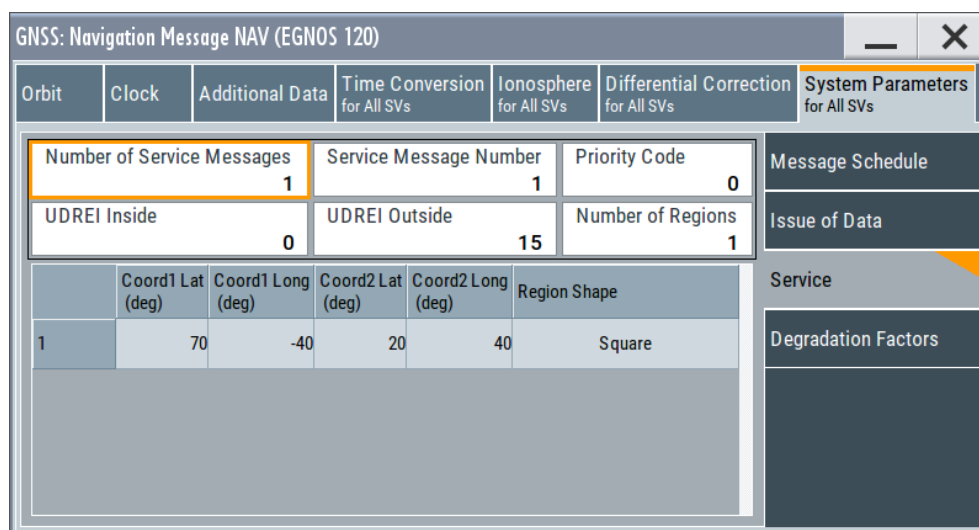 GNSS: Navigation Message NAV (EGNOS 120)
Orbit Clock Additional Data Time Conversion Ionosphere Differential Correction System Parameters
for All SVs for All SVs for All SVs for All SVs
Number of Service Messages Service Message Number Priority Code
1 1 0
UDREI Inside UDREI Outside Number of Regions
0 15 1
Coord1 Lat Coord1 Long Coord2 Lat Coord2 Long Region Shape
(deg) (deg) (deg) (deg)
1 70 -40 20 40 Square
Message Schedule
Issue of Data
Service
Degradation Factors